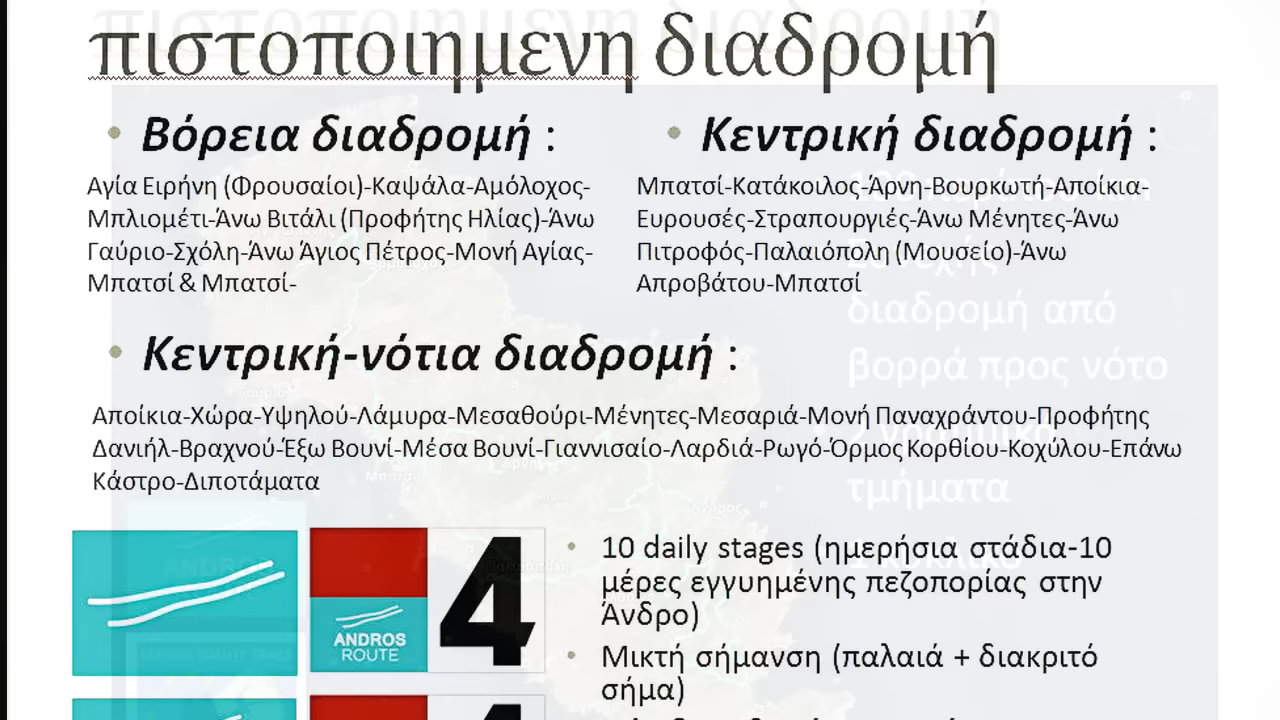 πιστοποιημενη διαδρομή
• Βόρεια διαδρομή :
Αγία Ειρήνη (Φρουσαίοι)-Καψάλα-Αμόλοχος-
Μπλιομέτι-Άνω Βιτάλι (Προφήτης Ηλίας)-Άνω
Γαύριο-Σχόλη-Άνω Άγιος Πέτρος-Μονή Αγίας-
Μπατσί & Μπατσί-
• Κεντρική διαδρομή :
Μπατσί-Κατάκοιλος-Άρνη-Βουρκωτή-Αποίκια-
Ευρουσές-Στραπουργιές-Άνω Μένητες-Άνω
Πιτροφός-Παλαιόπολη (Μουσείο)-Άνω
Απροβάτου-Μπατσί
διαδρομή από
βορρά προς νότο
τμήματα
• Κεντρική-νότια διαδρομή :
Αποίκια-Χώρα-Υψηλού-Λάμυρα-Μεσαθούρι-Μένητες-Μεσαριά-Μονή Παναχράντου-Προφήτης
Δανιήλ-Βραχνού-Έξω Βουνί-Μέσα Βουνί-Γιαννισαίο-Λαρδιά-Ρωγό-Όρμος Κορθίου-Κοχύλου-Επάνω
Κάστρο-Διποτάματα
ANDROS
ROUTE
4
• 10 daily stages (ημερήσια στάδια-10
μέρες εγγυημένης πεζοπορίας στην
Άνδρο)
• Μικτή σήμανση (παλαιά + διακριτό
σήμα)